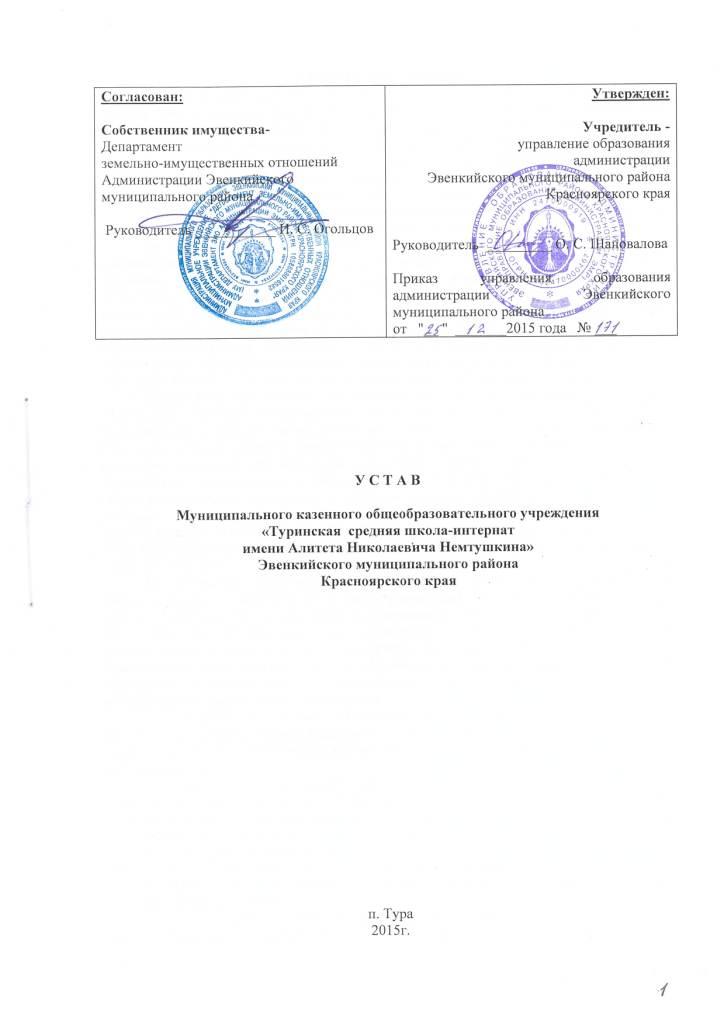 Согласован:
Собственник имущества-
Департамент
земельно-имущественных отношений
Администрации Эвенкийского
муниципального района
Руководитель И. С. Огольцов
Утвержден:
Учредитель -
управление образования
администрации
Эвенкийского муниципального района
Красноярского края
Руководитель О. С. Шаповалова
Приказ управления образования
администрации Эвенкийского
муниципального района
от "25" 12 2015 года № 171
У С Т А В
Муниципального казенного общеобразовательного учреждения
«Туринская средняя школа-интернат
имени Алитета Николаевича Немтушкина»
Эвенкийского муниципального района
Красноярского края
п. Тура
2015г.
1